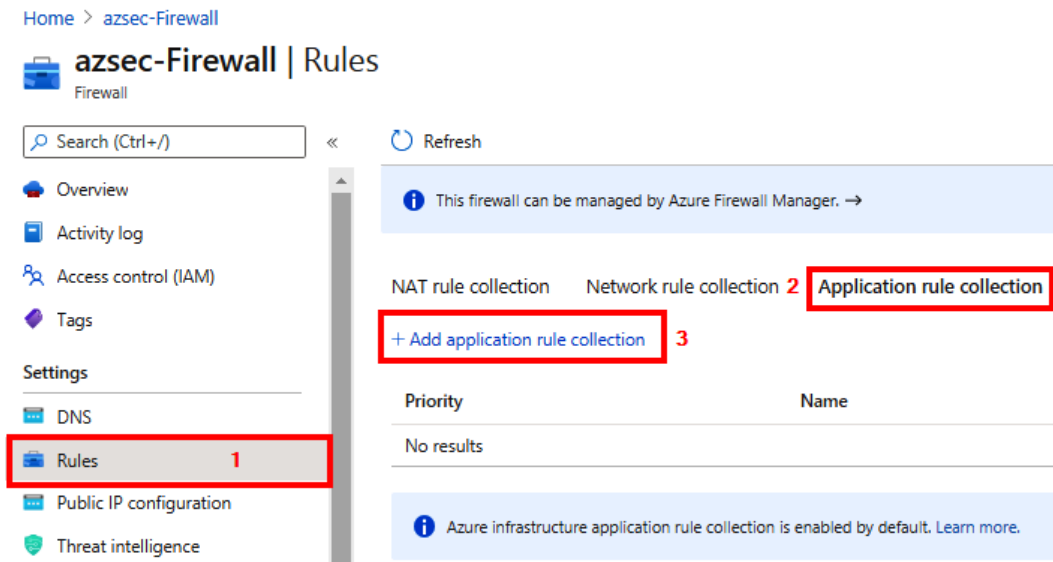 Home > azsec-Firewall
azsec-Firewall | Rules
Firewall
Search (Ctrl+/)
«
Overview
Activity log
Access control (IAM)
Tags
Settings
DNS
Rules 1
Public IP configuration
Threat intelligence
Refresh
This firewall can be managed by Azure Firewall Manager. →
NAT rule collection Network rule collection 2 Application rule collection
+ Add application rule collection 3
Priority Name
No results
Azure infrastructure application rule collection is enabled by default. Learn more.